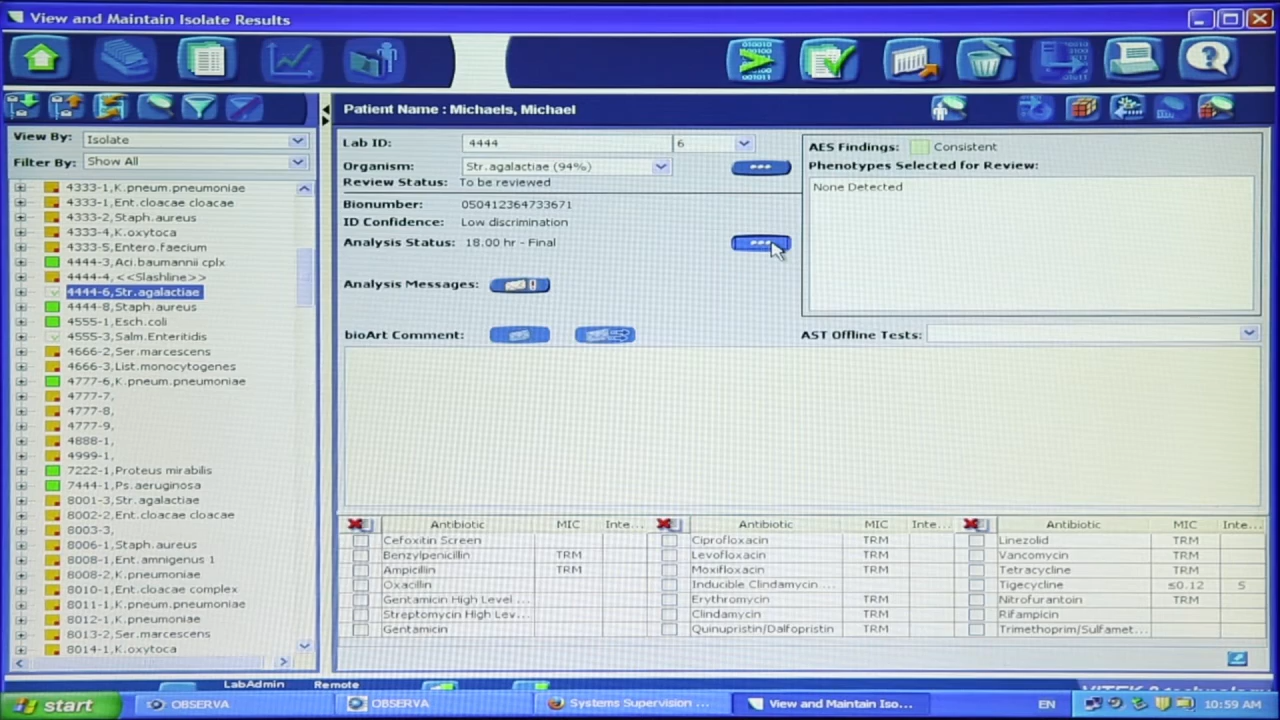 View and Maintain Isolate Results
Patient Name : Michaels, Michael
View By: Isolate
Filter By: Show All
4333-1,K.pneum.pneumoniae
4333-1,Ent.cloacae cloacae
4333-2,Staph.aureus
4333-4,K.oxytoca
4333-5,Entero.faecium
4444-3,Aci.baumannii cplx
4444-4,<<Slashline>>
4444-6,Str.agalactiae
4444-8,Staph.aureus
4555-1,Esch.coli
4555-3,Salm.Enteritidis
4666-2,Ser.marcescens
4666-3,List.monocytogenes
4777-6,K.pneum.pneumoniae
4777-7,
4777-8,
4777-9,
4888-1,
4999-1,
7222-1,Proteus mirabilis
7444-1,Ps.aeruginosa
8001-3,Str.agalactiae
8002-2,Ent.cloacae cloacae
8003-3,
8006-1,Staph.aureus
8008-1,Ent.amnigenus 1
8008-2,K.pneumoniae
8010-1,Ent.cloacae complex
8011-1,K.pneum.pneumoniae
8012-1,K.pneumoniae
8013-2,Ser.marcescens
8014-1,K.oxytoca
Lab ID: 4444 6
Organism: Str.agalactiae (94%)
Review Status: To be reviewed
Bionumber: 050412364733671
ID Confidence: Low discrimination
Analysis Status: 18.00 hr - Final
Analysis Messages:
bioArt Comment:
AES Findings: Consistent
Phenotypes Selected for Review:
None Detected
AST Offline Tests:
Antibiotic MIC Inte... Antibiotic MIC Inte... Antibiotic MIC Inte...
Cefoxitin Screen Ciprofloxacin TRM Linezolid TRM
Benzylpenicillin TRM Levofloxacin TRM Vancomycin TRM
Ampicillin TRM Moxifloxacin TRM Tetracycline TRM
Oxacillin Inducible Clindamycin ... Tigecycline ≤0.12 S
Gentamicin High Level ... Erythromycin TRM Nitrofurantoin TRM
Streptomycin High Lev... Clindamycin TRM Rifampicin
Gentamicin Quinupristin/Dalfopristin TRM Trimethoprim/Sulfamet...
LabAdmin Remote
start OBSERVA OBSERVA Systems Supervision ... View and Maintain Iso... EN 10:59 AM